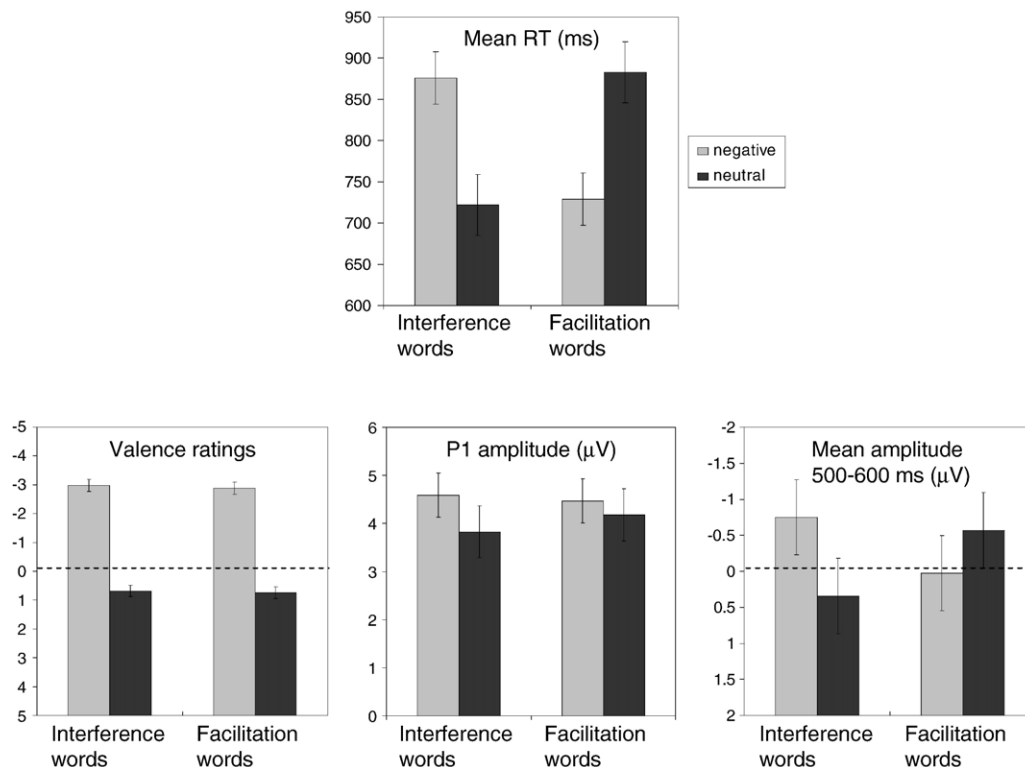 Mean RT (ms)
950
900
850
800
750
700
650
600
Interference words
Facilitation words
negative
neutral
Valence ratings
-5
-4
-3
-2
-1
0
1
2
3
4
5
Interference words
Facilitation words
P1 amplitude (μV)
6
5
4
3
2
1
0
Interference words
Facilitation words
Mean amplitude
500-600 ms (μV)
-2
-1.5
-1
-0.5
0
0.5
1
1.5
2
Interference words
Facilitation words